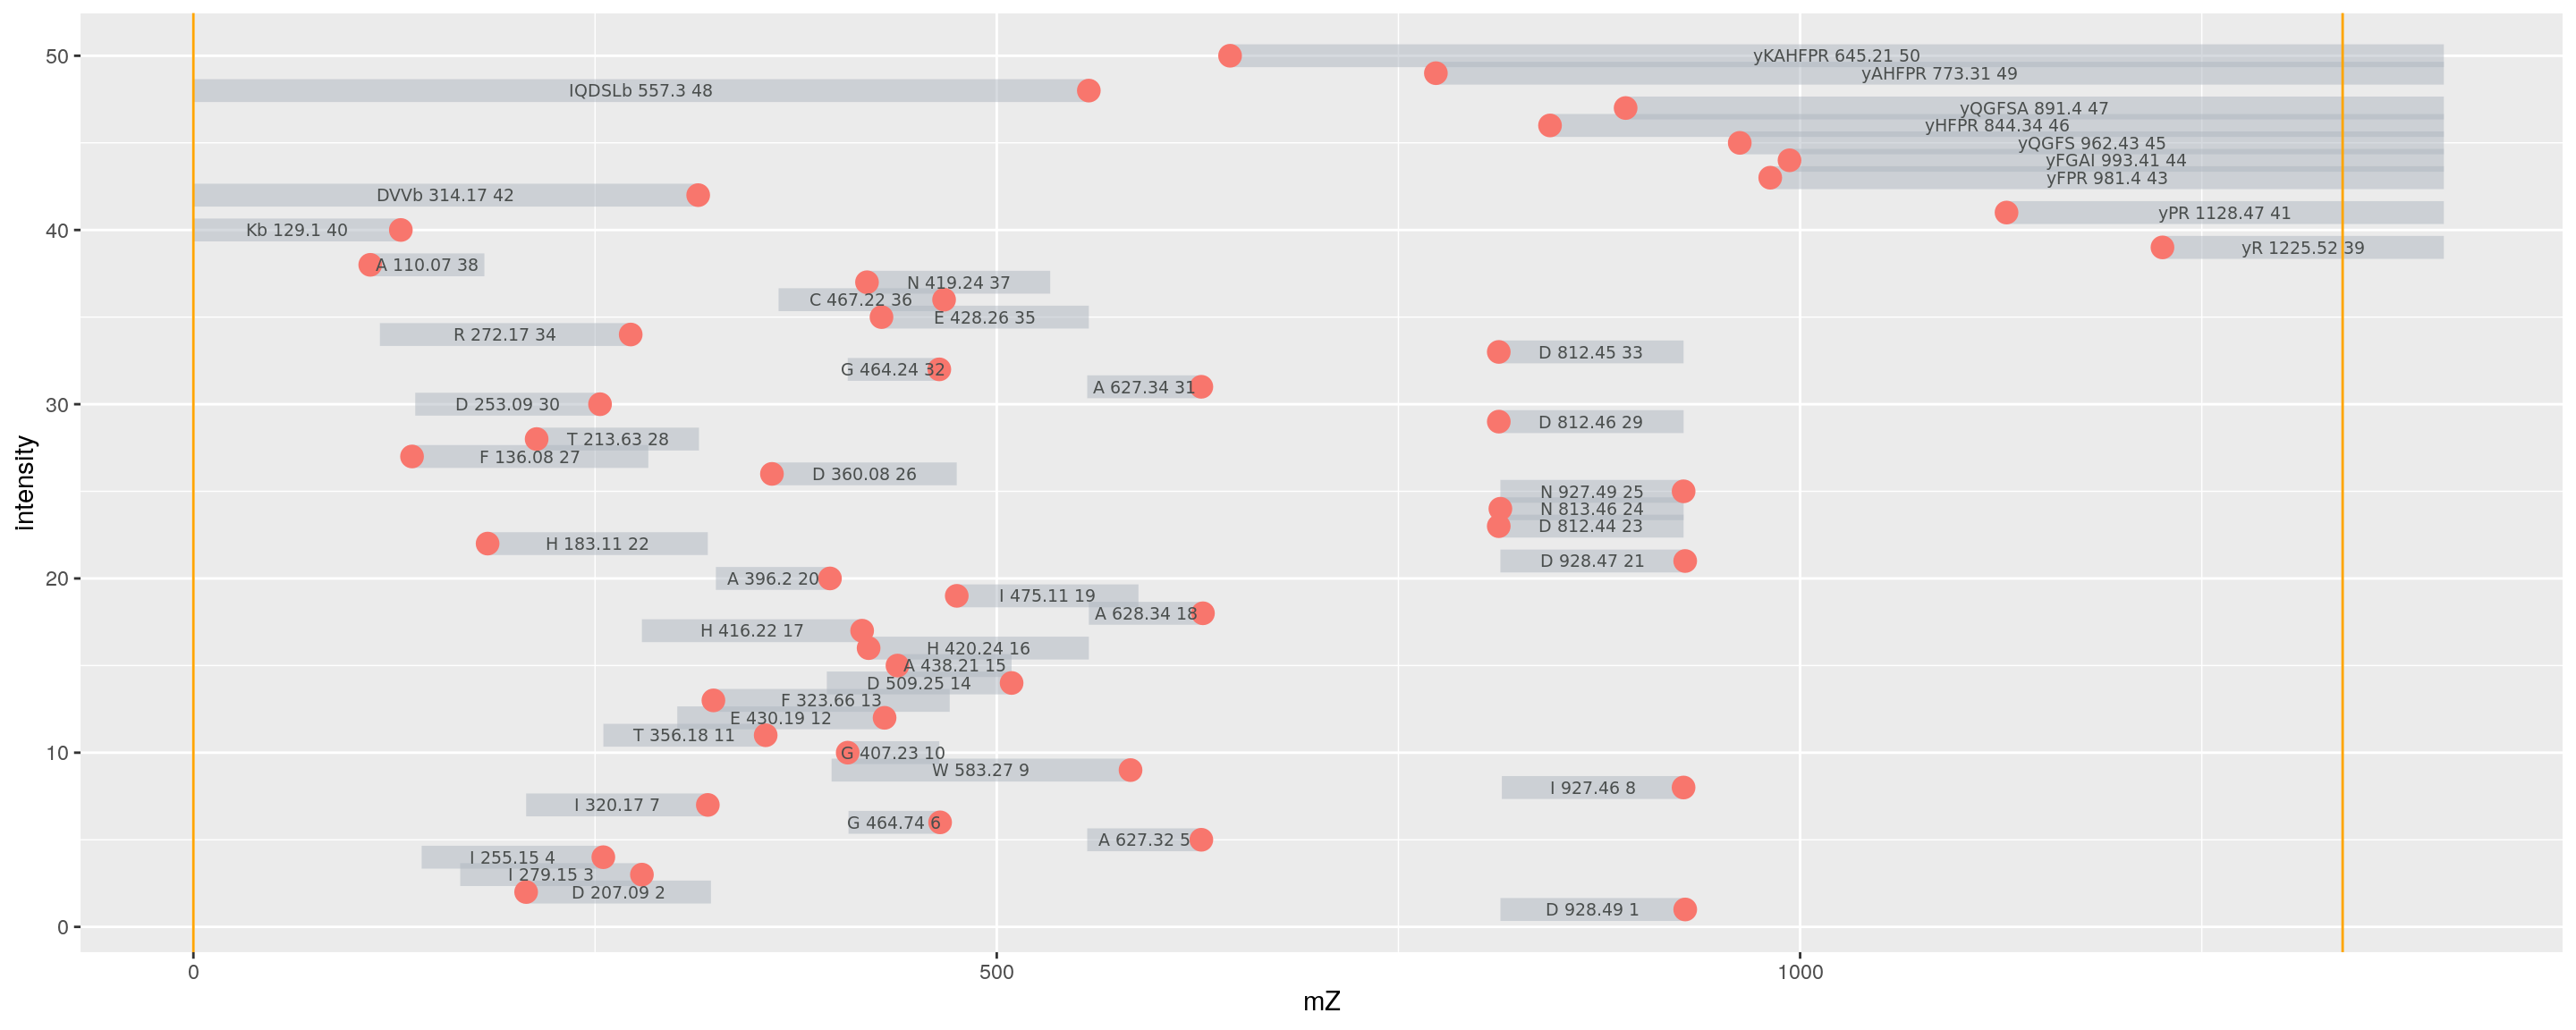 50
yKAHFPR 645.21 50
yAHFPR 773.31 49
IQDSLb 557.3 48
yQGFSA 891.4 47
yHFPR 844.34 46
yQGFS 962.43 45
yFGAI 993.41 44
yFPR 981.4 43
DVVb 314.17 42
yPR 1128.47 41
40
Kb 129.1 40
yR 1225.52 39
A 110.07 38
N 419.24 37
C 467.22 36
E 428.26 35
R 272.17 34
D 812.45 33
G 464.24 32
A 627.34 31
30
D 253.09 30
D 812.46 29
T 213.63 28
F 136.08 27
D 360.08 26
N 927.49 25
N 813.46 24
D 812.44 23
H 183.11 22
D 928.47 21
20
A 396.2 20
I 475.11 19
A 628.34 18
H 416.22 17
H 420.24 16
A 438.21 15
D 509.25 14
F 323.66 13
E 430.19 12
T 356.18 11
10
G 407.23 10
W 583.27 9
I 927.46 8
I 320.17 7
G 464.74 6
A 627.32 5
I 255.15 4
I 279.15 3
D 207.09 2
D 928.49 1
0
intensity
0 500 1000
mZ